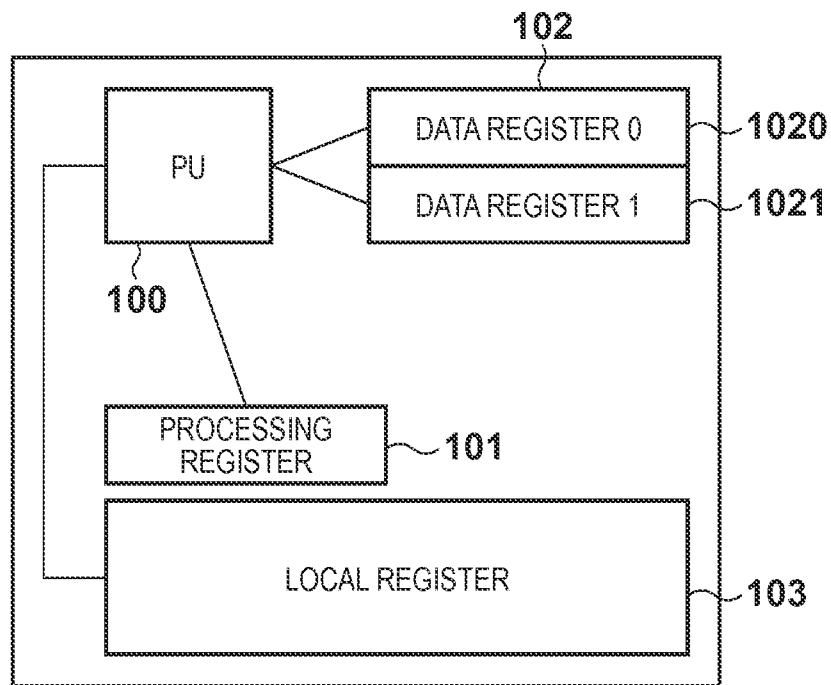 102
PU
DATA REGISTER 0
1020
DATA REGISTER 1
1021
100
PROCESSING
REGISTER
101
LOCAL REGISTER
103